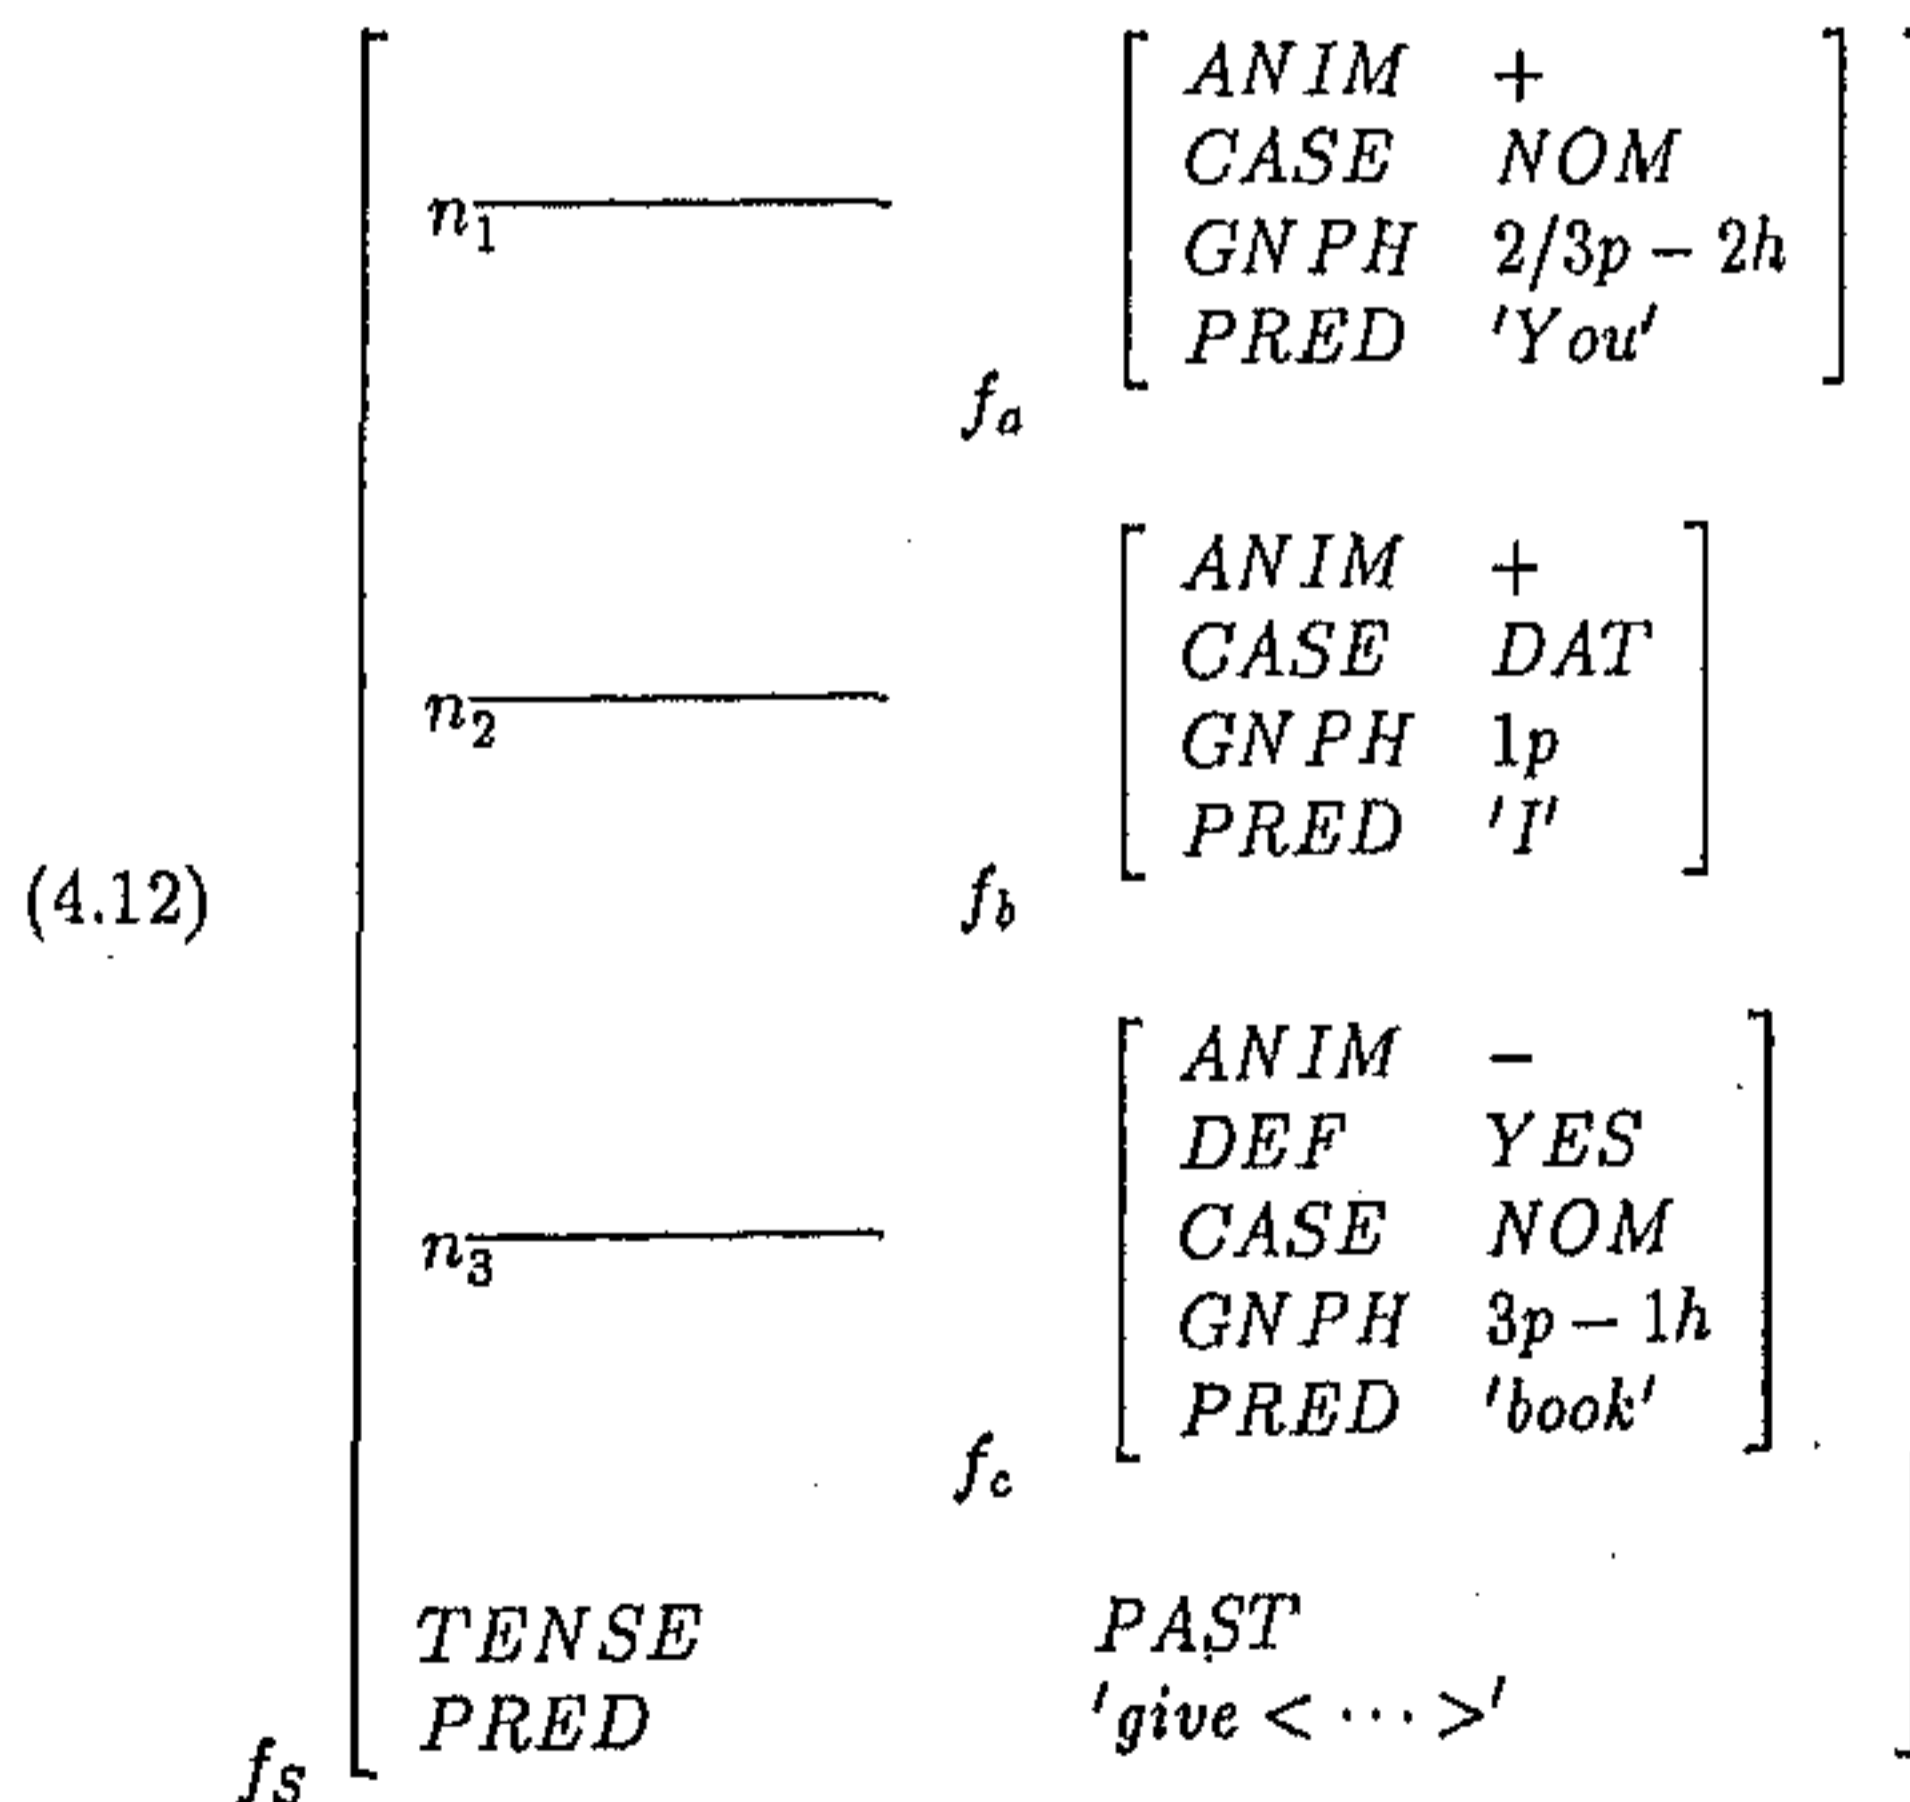 ANIM +
CASE NOM
n1
GNPH 2/3p – 2h
PRED 'You'
fa
ANIM +
CASE DAT
n2
GNPH 1p
PRED 'I'
(4.12)
fb
ANIM –
DEF YES
CASE NOM
n3
GNPH 3p – 1h
PRED 'book'
fc
TENSE PAST
PRED 'give < ··· >'
fS